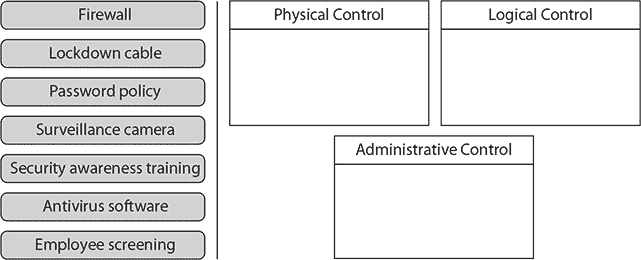 Firewall
Lockdown cable
Password policy
Surveillance camera
Security awareness training
Antivirus software
Employee screening
Physical Control
Logical Control
Administrative Control